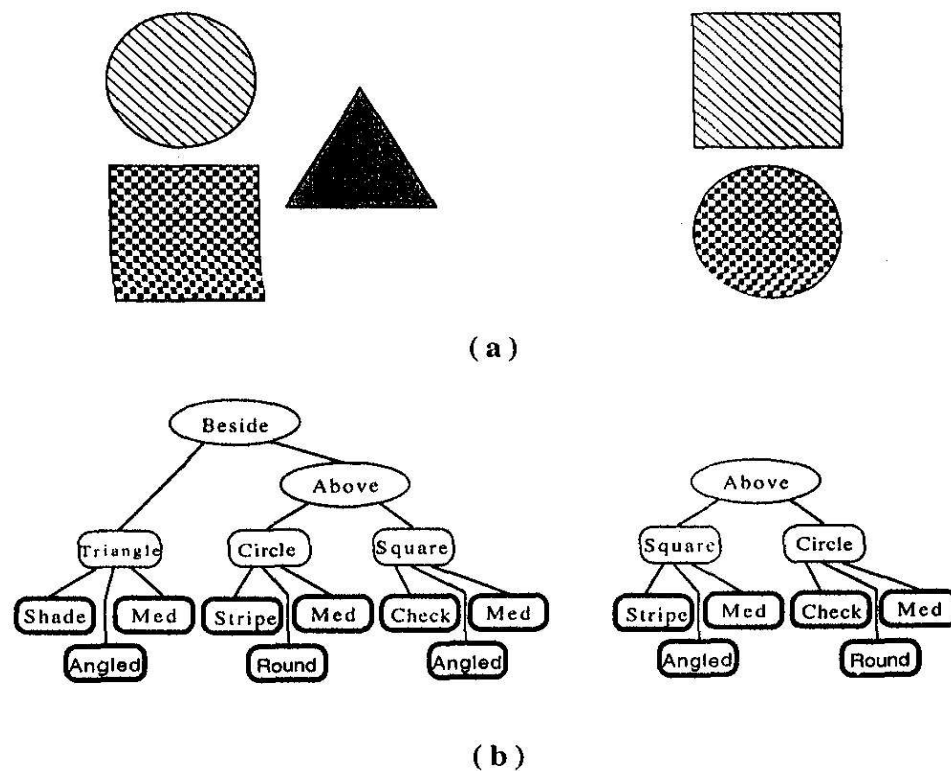 ( a )
Beside
Above Above
Triangle Circle Square Square Circle
Shade Med Stripe Med Check Med Stripe Med Check Med
Angled Round Angled Angled Round
( b )